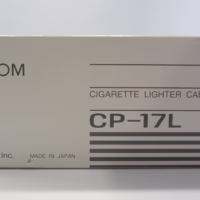 OM
CIGARETTE LIGHTER CA
CP-17L
Inc. MADE IN JAPAN